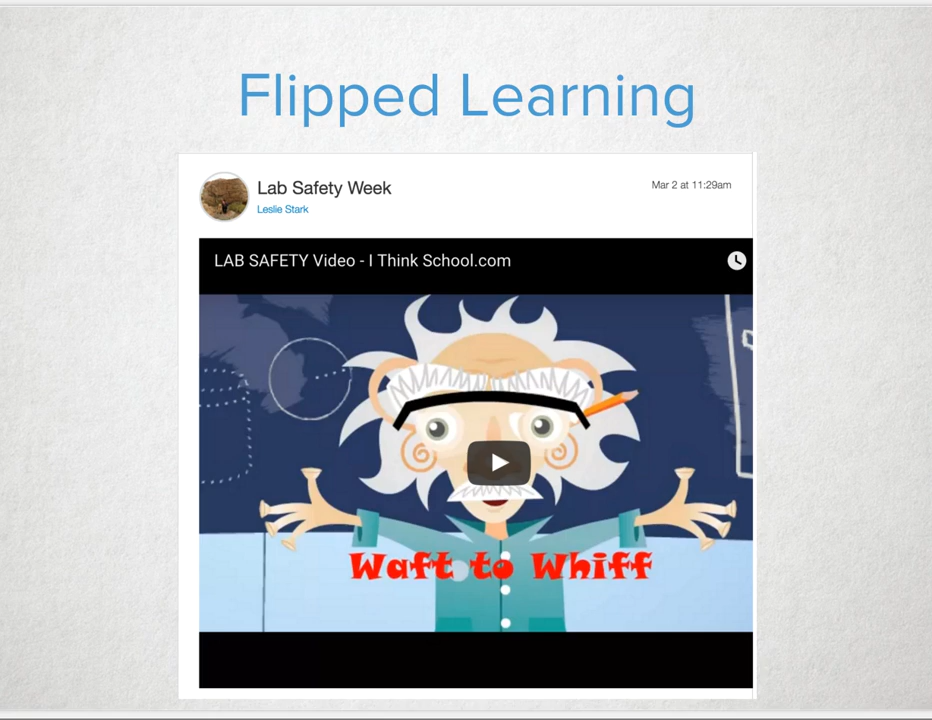 Flipped Learning
Lab Safety Week
Mar 2 at 11:29am
Leslie Stark
LAB SAFETY Video - I Think School.com
Waft to Whiff